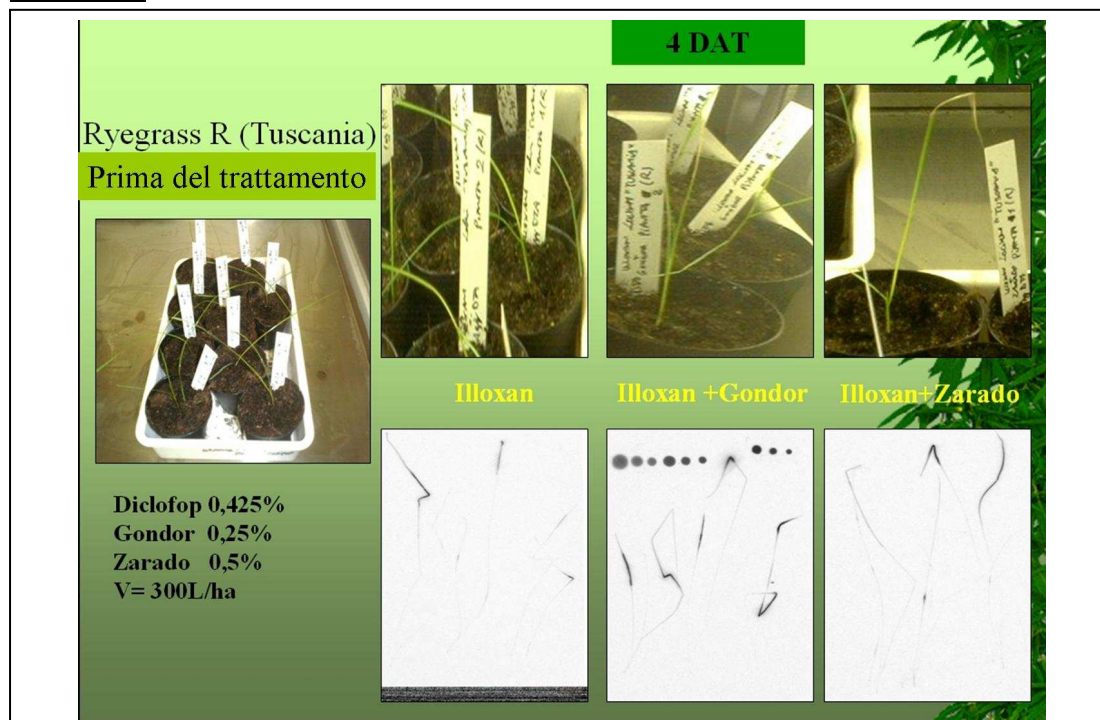 4 DAT
Ryegrass R (Tuscania)
Prima del trattamento
Illoxan
Illoxan +Gondor
Illoxan+Zarado
Diclofop 0,425%
Gondor 0,25%
Zarado 0,5%
V= 300L/ha